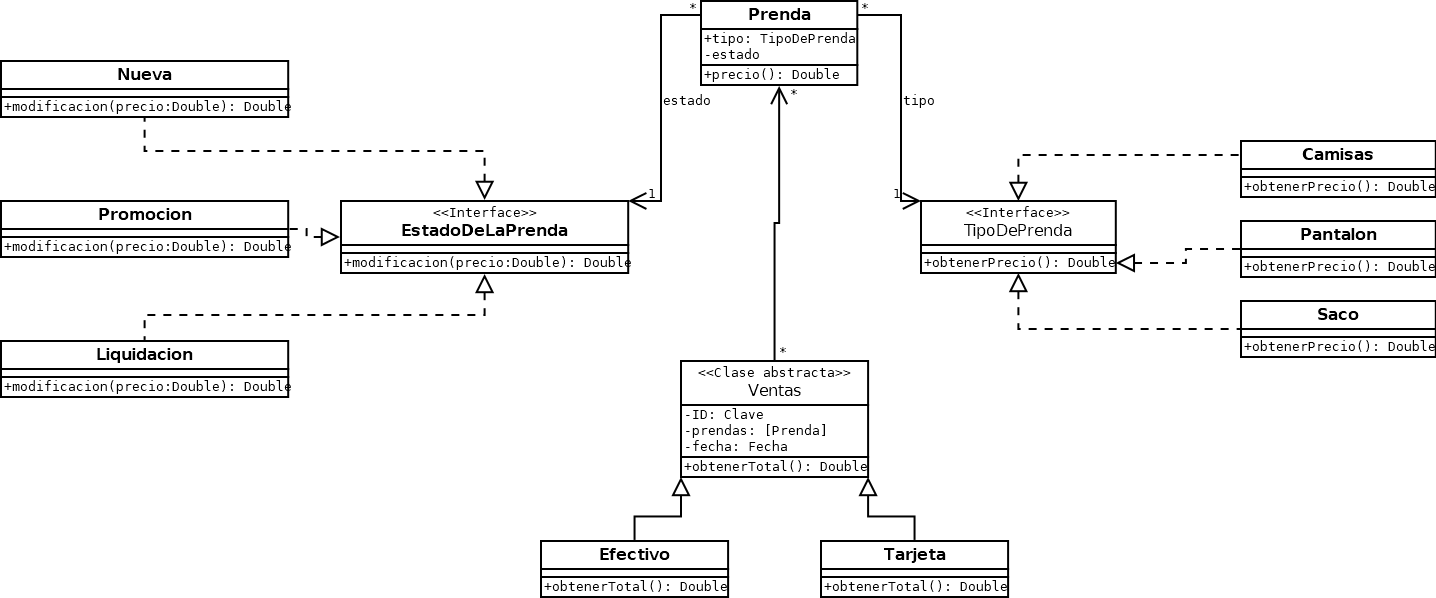 *
Prenda
*
+tipo: TipoDePrenda
-estado
+precio(): Double
*
estado
tipo
Nueva
+modificacion(precio:Double): Double
Promocion
+modificacion(precio:Double): Double
Liquidacion
+modificacion(precio:Double): Double
1
<<Interface>>
EstadoDeLaPrenda
+modificacion(precio:Double): Double
1
<<Interface>>
TipoDePrenda
+obtenerPrecio(): Double
Camisas
+obtenerPrecio(): Double
Pantalon
+obtenerPrecio(): Double
Saco
+obtenerPrecio(): Double
*
<<Clase abstracta>>
Ventas
-ID: Clave
-prendas: [Prenda]
-fecha: Fecha
+obtenerTotal(): Double
Efectivo
+obtenerTotal(): Double
Tarjeta
+obtenerTotal(): Double